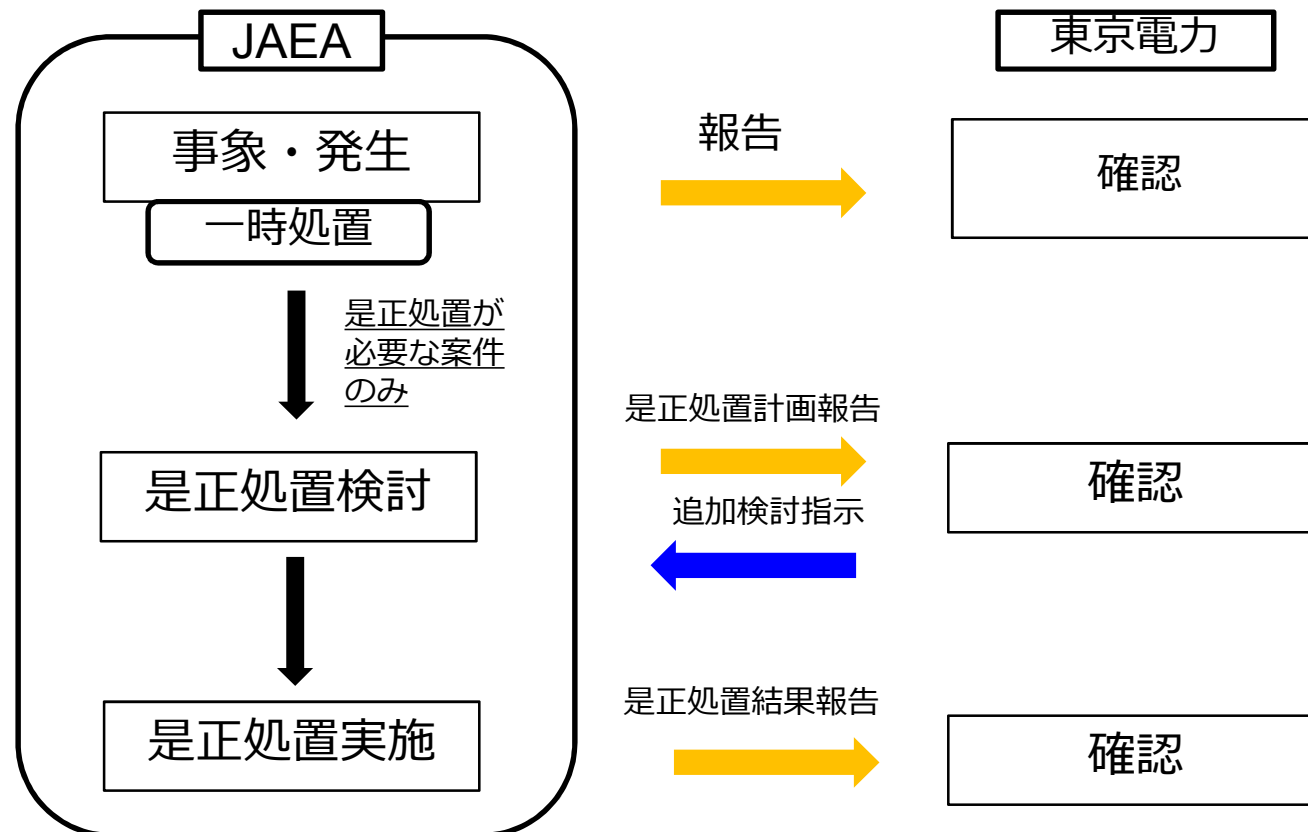 JAEA
東京電力
事象・発生
一時処置
報告
確認
是正処置が
必要な案件
のみ
是正処置検討
是正処置計画報告
追加検討指示
確認
是正処置実施
是正処置結果報告
確認